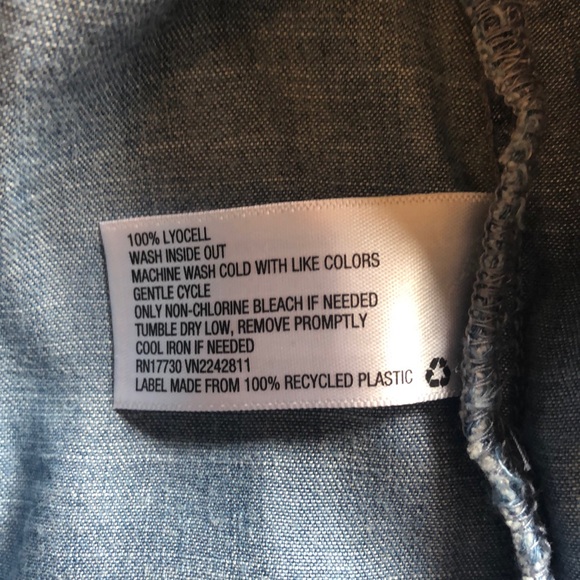 100% LYOCELL
WASH INSIDE OUT
MACHINE WASH COLD WITH LIKE COLORS
GENTLE CYCLE
ONLY NON-CHLORINE BLEACH IF NEEDED
TUMBLE DRY LOW, REMOVE PROMPTLY
COOL IRON IF NEEDED
RN17730 VN2242811
LABEL MADE FROM 100% RECYCLED PLASTIC